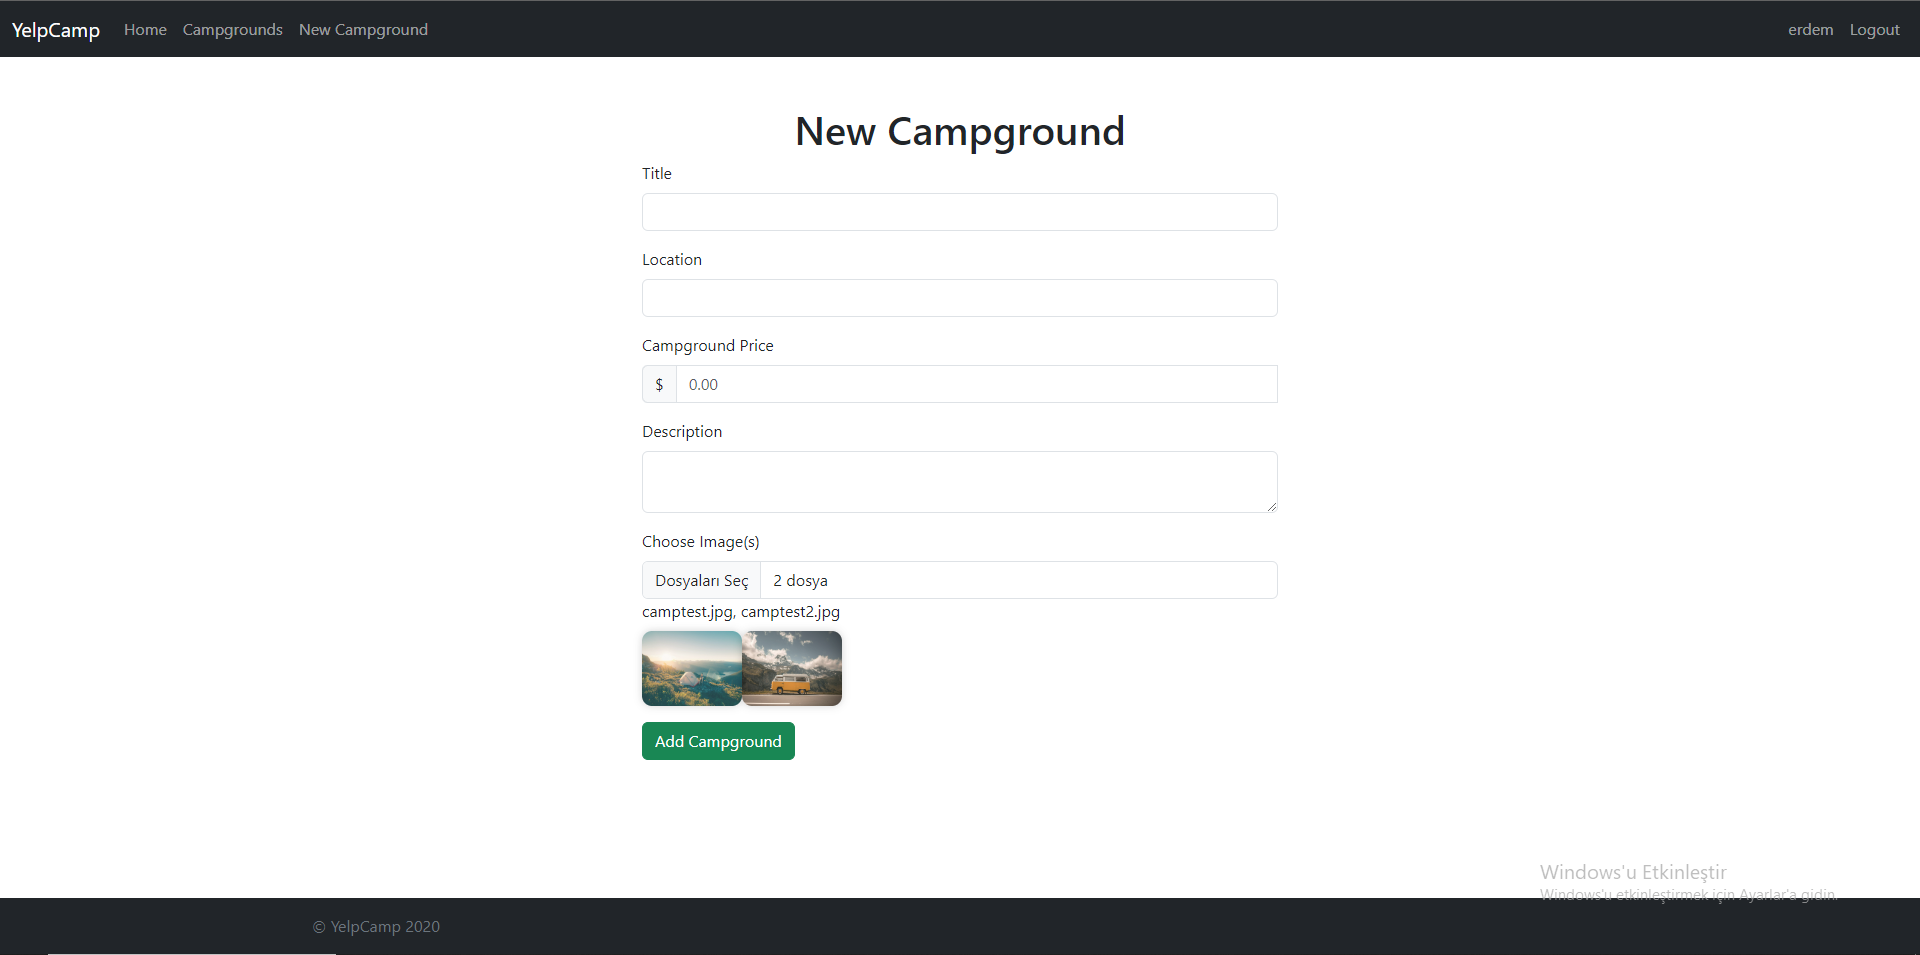 YelpCamp Home Campgrounds New Campground erdem Logout
New Campground
Title
Location
Campground Price
$ 0.00
Description
Choose Image(s)
Dosyaları Seç 2 dosya
camptest.jpg, camptest2.jpg
Add Campground
Windows'u Etkinleştir
Windows'u etkinleştirmek için Ayarlar'a gidin.
© YelpCamp 2020